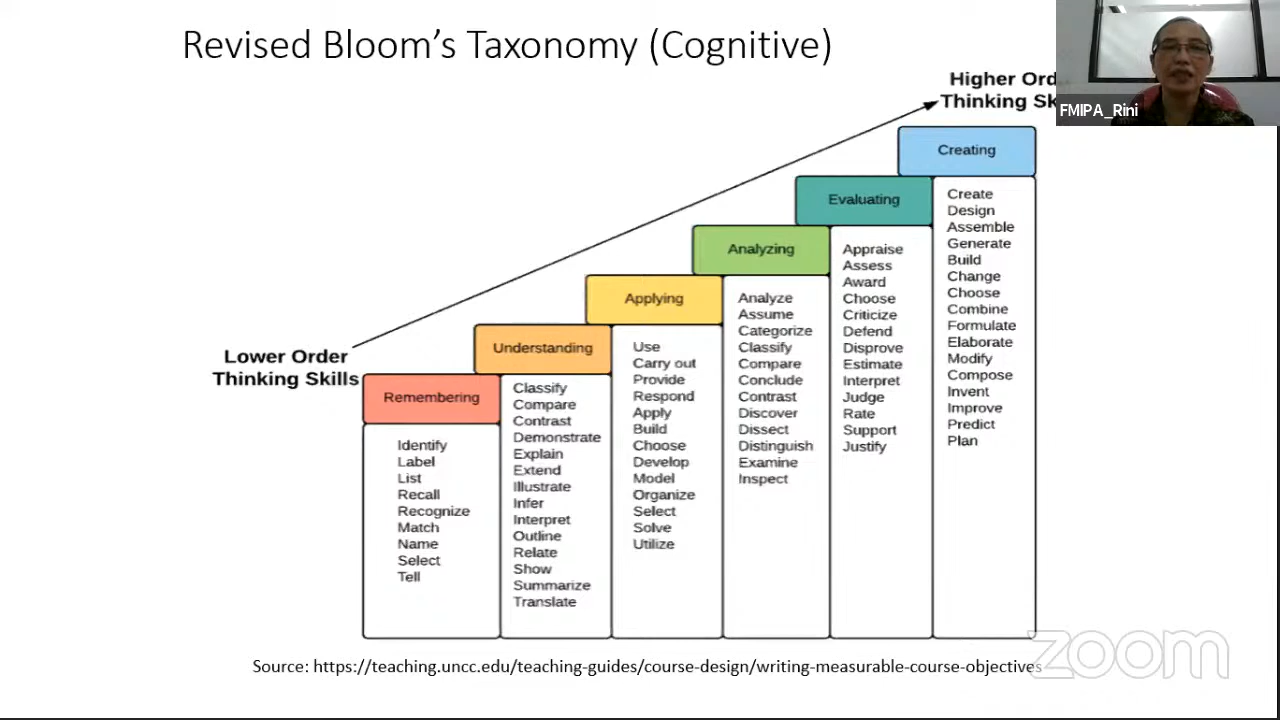 Revised Bloom's Taxonomy (Cognitive)
Higher Ord
Thinking Sk
FMIPA_Rini
Lower Order
Thinking Skills
Remembering
Identify
Label
List
Recall
Recognize
Match
Name
Select
Tell
Understanding
Classify
Compare
Contrast
Demonstrate
Explain
Extend
Illustrate
Infer
Interpret
Outline
Relate
Show
Summarize
Translate
Applying
Use
Carry out
Provide
Respond
Apply
Build
Choose
Develop
Model
Organize
Select
Solve
Utilize
Analyzing
Analyze
Assume
Categorize
Classify
Compare
Conclude
Contrast
Discover
Dissect
Distinguish
Examine
Inspect
Evaluating
Appraise
Assess
Award
Choose
Criticize
Defend
Disprove
Estimate
Interpret
Judge
Rate
Support
Justify
Creating
Create
Design
Assemble
Generate
Build
Change
Choose
Combine
Formulate
Elaborate
Modify
Compose
Invent
Improve
Predict
Plan
Source: https://teaching.uncc.edu/teaching-guides/course-design/writing-measurable-course-objectives
zoom